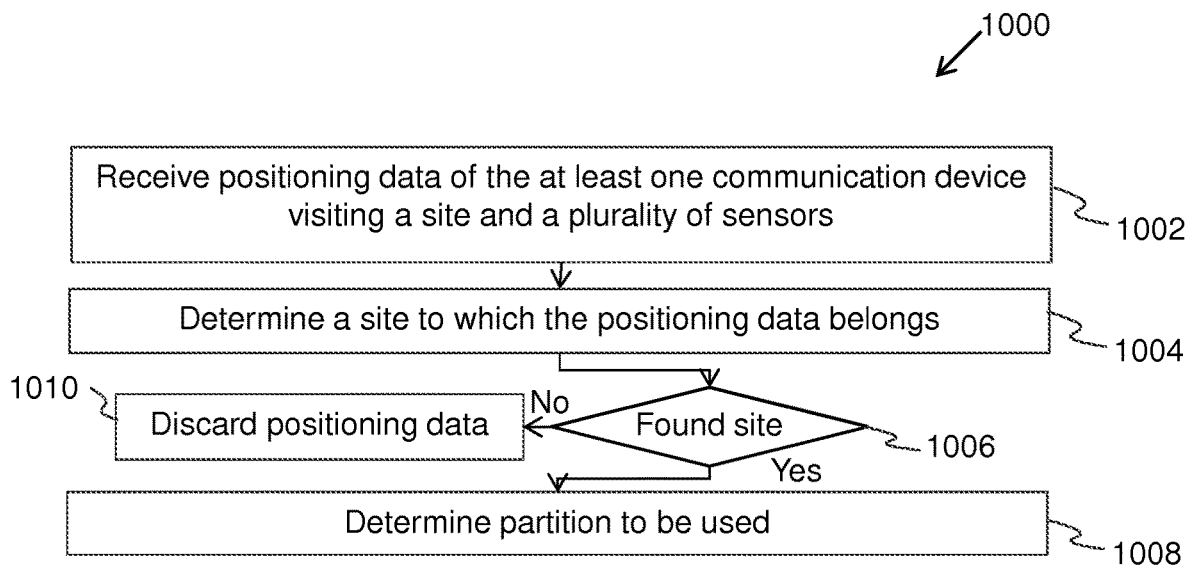 1000
Receive positioning data of the at least one communication device
visiting a site and a plurality of sensors
1002
Determine a site to which the positioning data belongs
1004
1010
Discard positioning data
No
Found site
1006
Yes
Determine partition to be used
1008